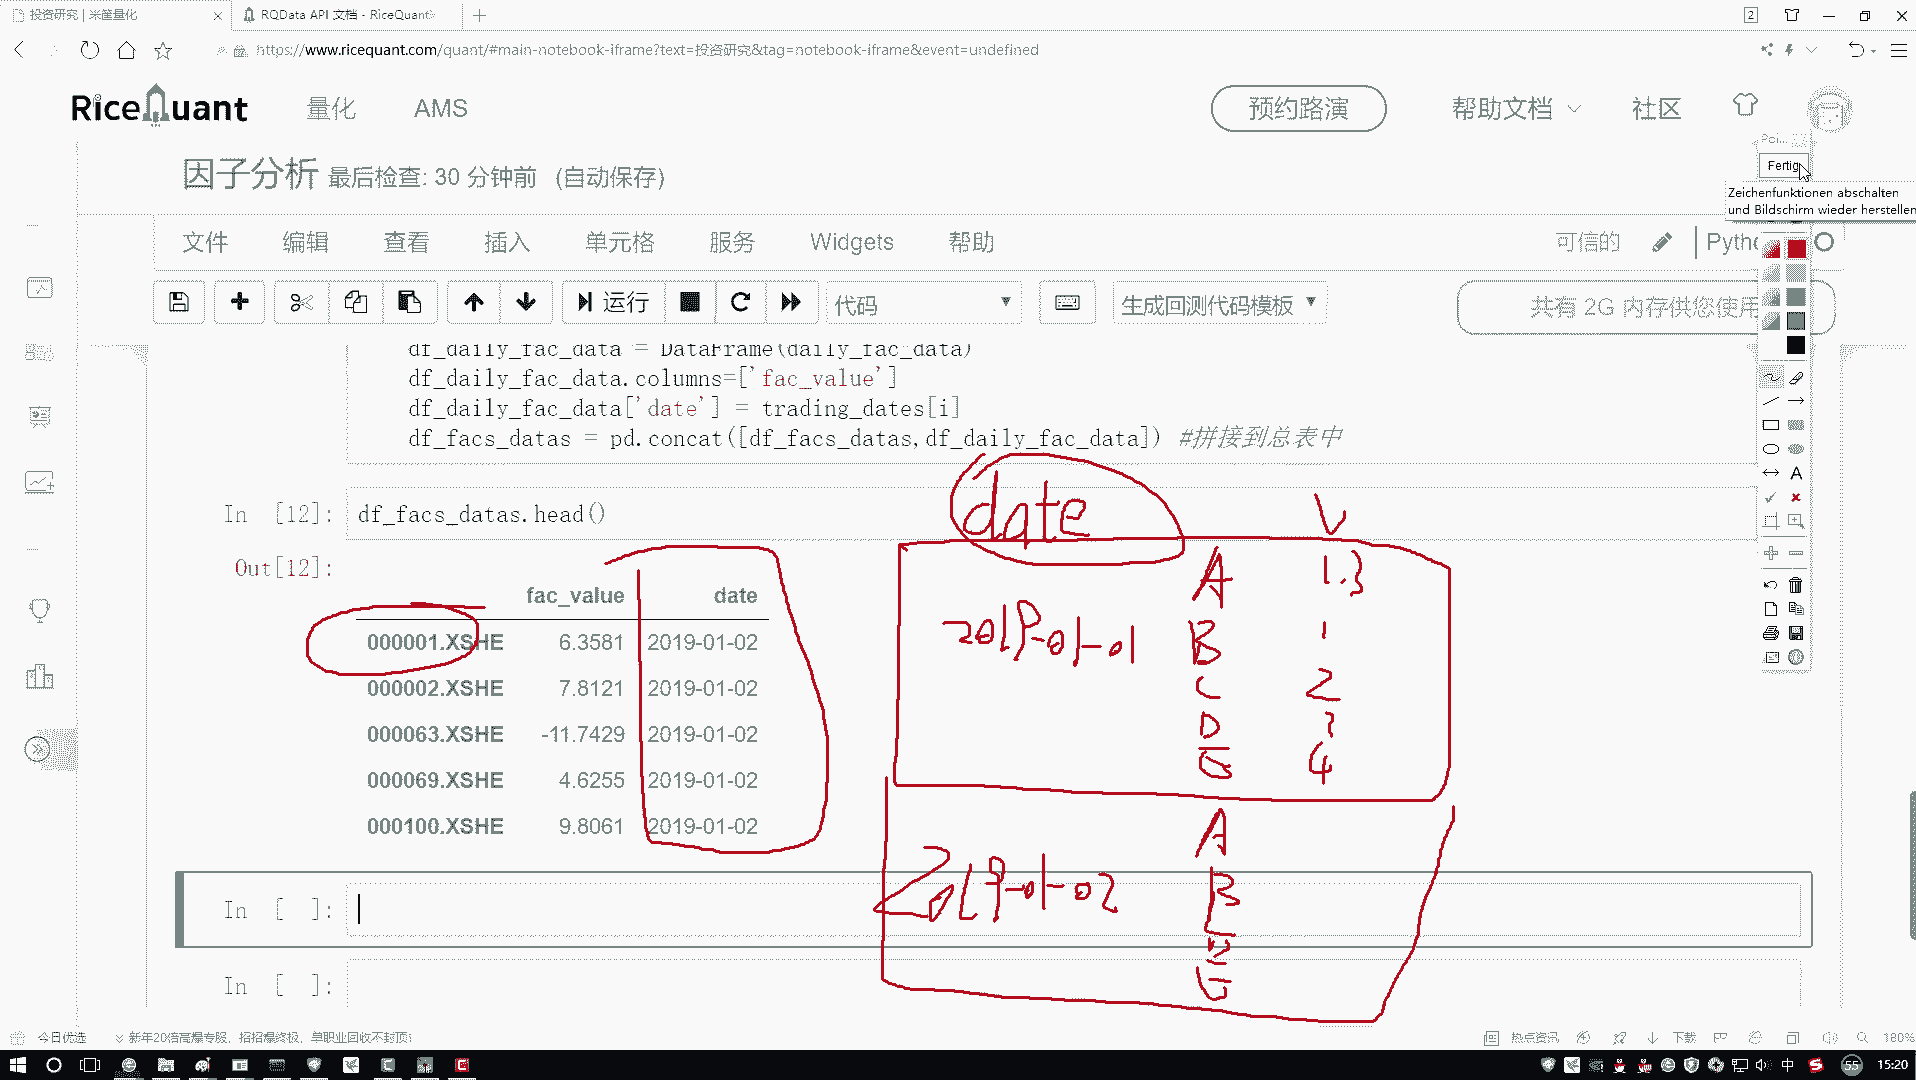 投资研究 | 米筐量化
RQData API 文档 - RiceQuant
2
https://www.ricequant.com/quant/#main-notebook-iframe?text=投资研究&tag=notebook-iframe&event=undefined
RiceQuant 量化 AMS 预约路演 帮助文档 社区
因子分析 最后检查: 30 分钟前 (自动保存)
Fertig
Zeichenfunktionen abschalten
und Bildschirm wieder herstellen
文件 编辑 查看 插入 单元格 服务 Widgets 帮助 可信的
运行 代码 生成回测代码模板 共有 2G 内存供您使用
df_daily_fac_data = DataFrame(daily_fac_data)
df_daily_fac_data.columns=['fac_value']
df_daily_fac_data['date'] = trading_dates[i]
df_facs_datas = pd.concat([df_facs_datas,df_daily_fac_data]) #拼接到总表中
In [12]: df_facs_datas.head()
Out[12]:
fac_value date
000001.XSHE 6.3581 2019-01-02
000002.XSHE 7.8121 2019-01-02
000063.XSHE -11.7429 2019-01-02
000069.XSHE 4.6255 2019-01-02
000100.XSHE 9.8061 2019-01-02
date V
A 1.3
2019-01-01 B 1
C 2
D 3
4
A
2019-01-02 B
In [ ]:
In [ ]:
今日优选 新年20倍高爆专服，招招爆终极，单职业回收不封顶! 热点资讯 下载 180%
中 55 15:20